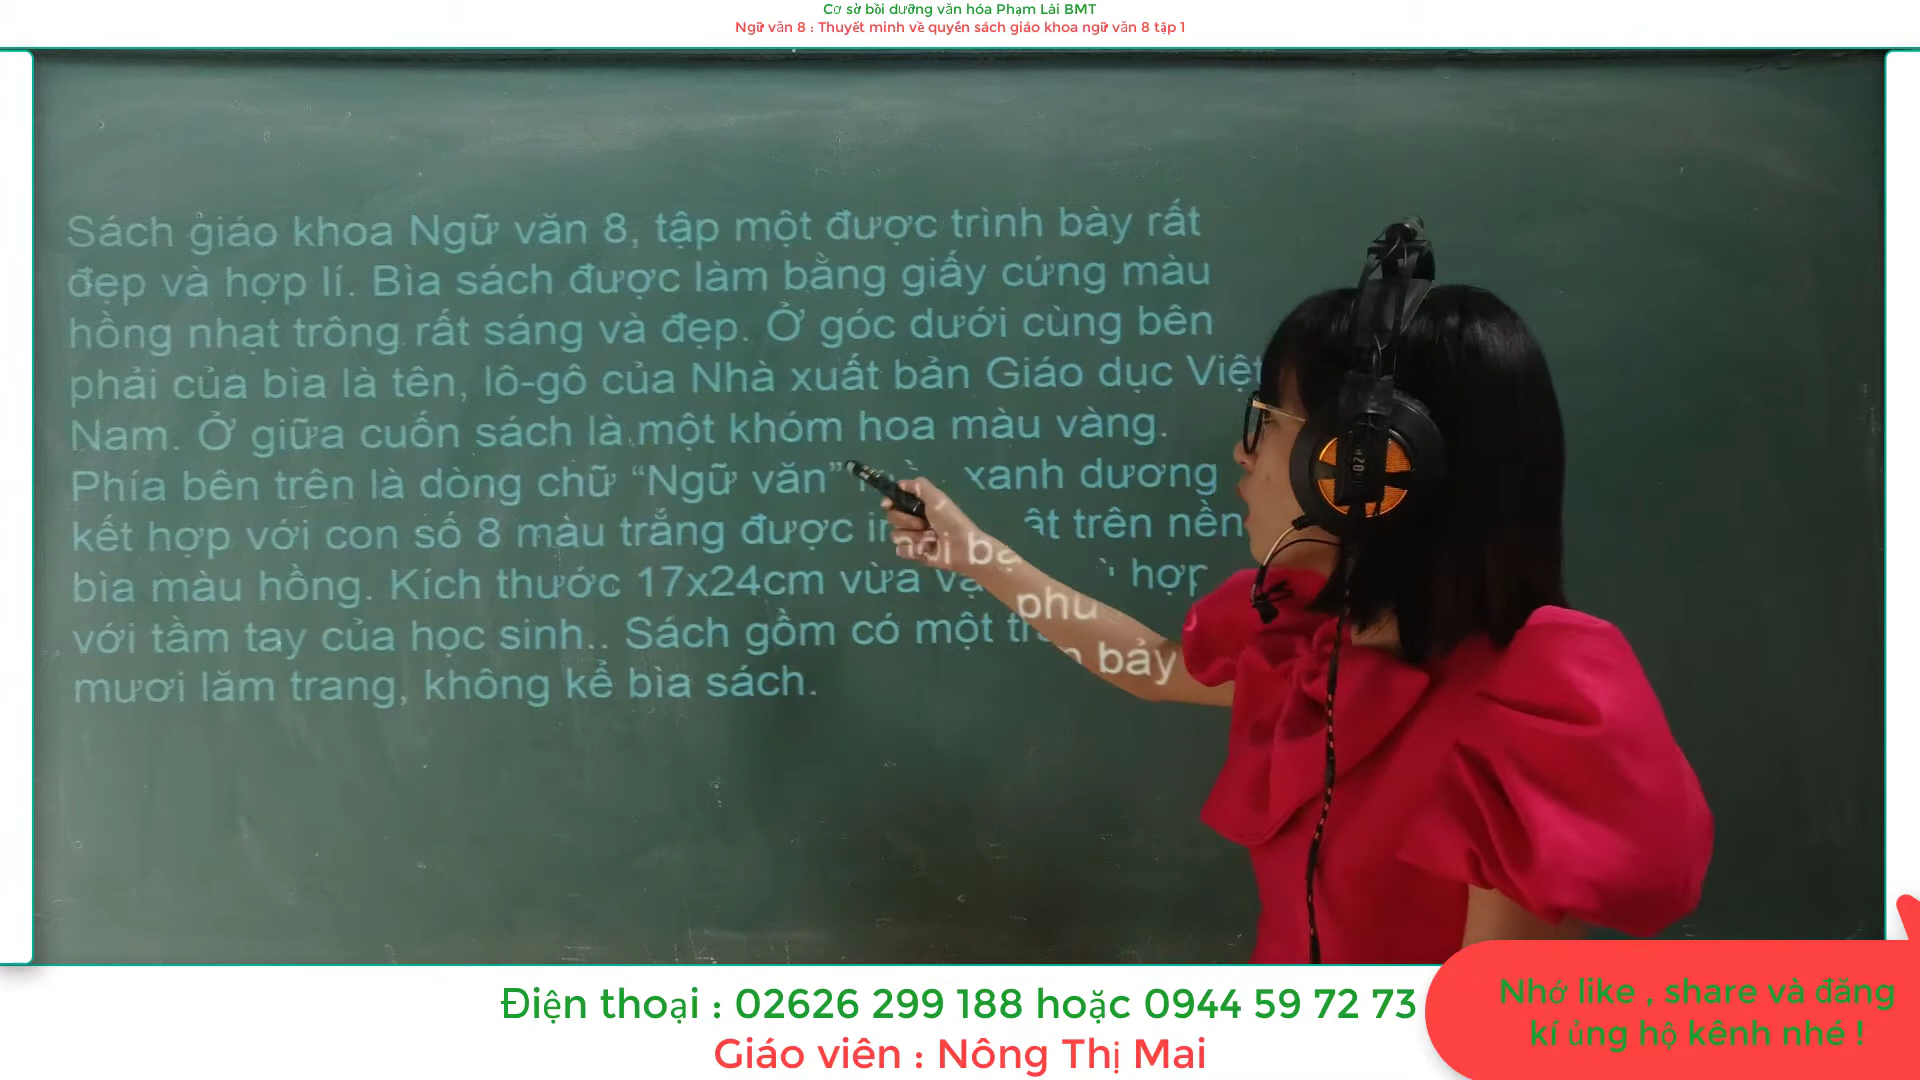 Cơ sở bồi dưỡng văn hóa Phạm Lài BMT
Ngữ văn 8 : Thuyết minh về quyển sách giáo khoa ngữ văn 8 tập 1
Sách giáo khoa Ngữ văn 8, tập một được trình bày rất
đẹp và hợp lí. Bìa sách được làm bằng giấy cứng màu
hồng nhạt trông rất sáng và đẹp. Ở góc dưới cùng bên
phải của bìa là tên, lô-gô của Nhà xuất bản Giáo dục Việt
Nam. Ở giữa cuốn sách là một khóm hoa màu vàng.
Phía bên trên là dòng chữ “Ngữ văn” xanh dương
kết hợp với con số 8 màu trắng được trên nền
bìa màu hồng. Kích thước 17x24cm vừa hợp
với tầm tay của học sinh.. Sách gồm có một bảy
mươi lăm trang, không kể bìa sách.
Điện thoại : 02626 299 188 hoặc 0944 59 72 73
Giáo viên : Nông Thị Mai
Nhớ like , share và đăng
kí ủng hộ kênh nhé !